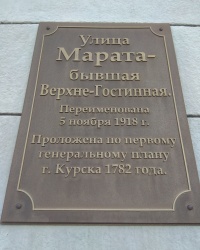 Улица
Марата-
бывшая
Верхне-Гостинная.
Переименована
5 ноября 1918 г.
Проложена по первому
генеральному плану
г. Курска 1782 года.